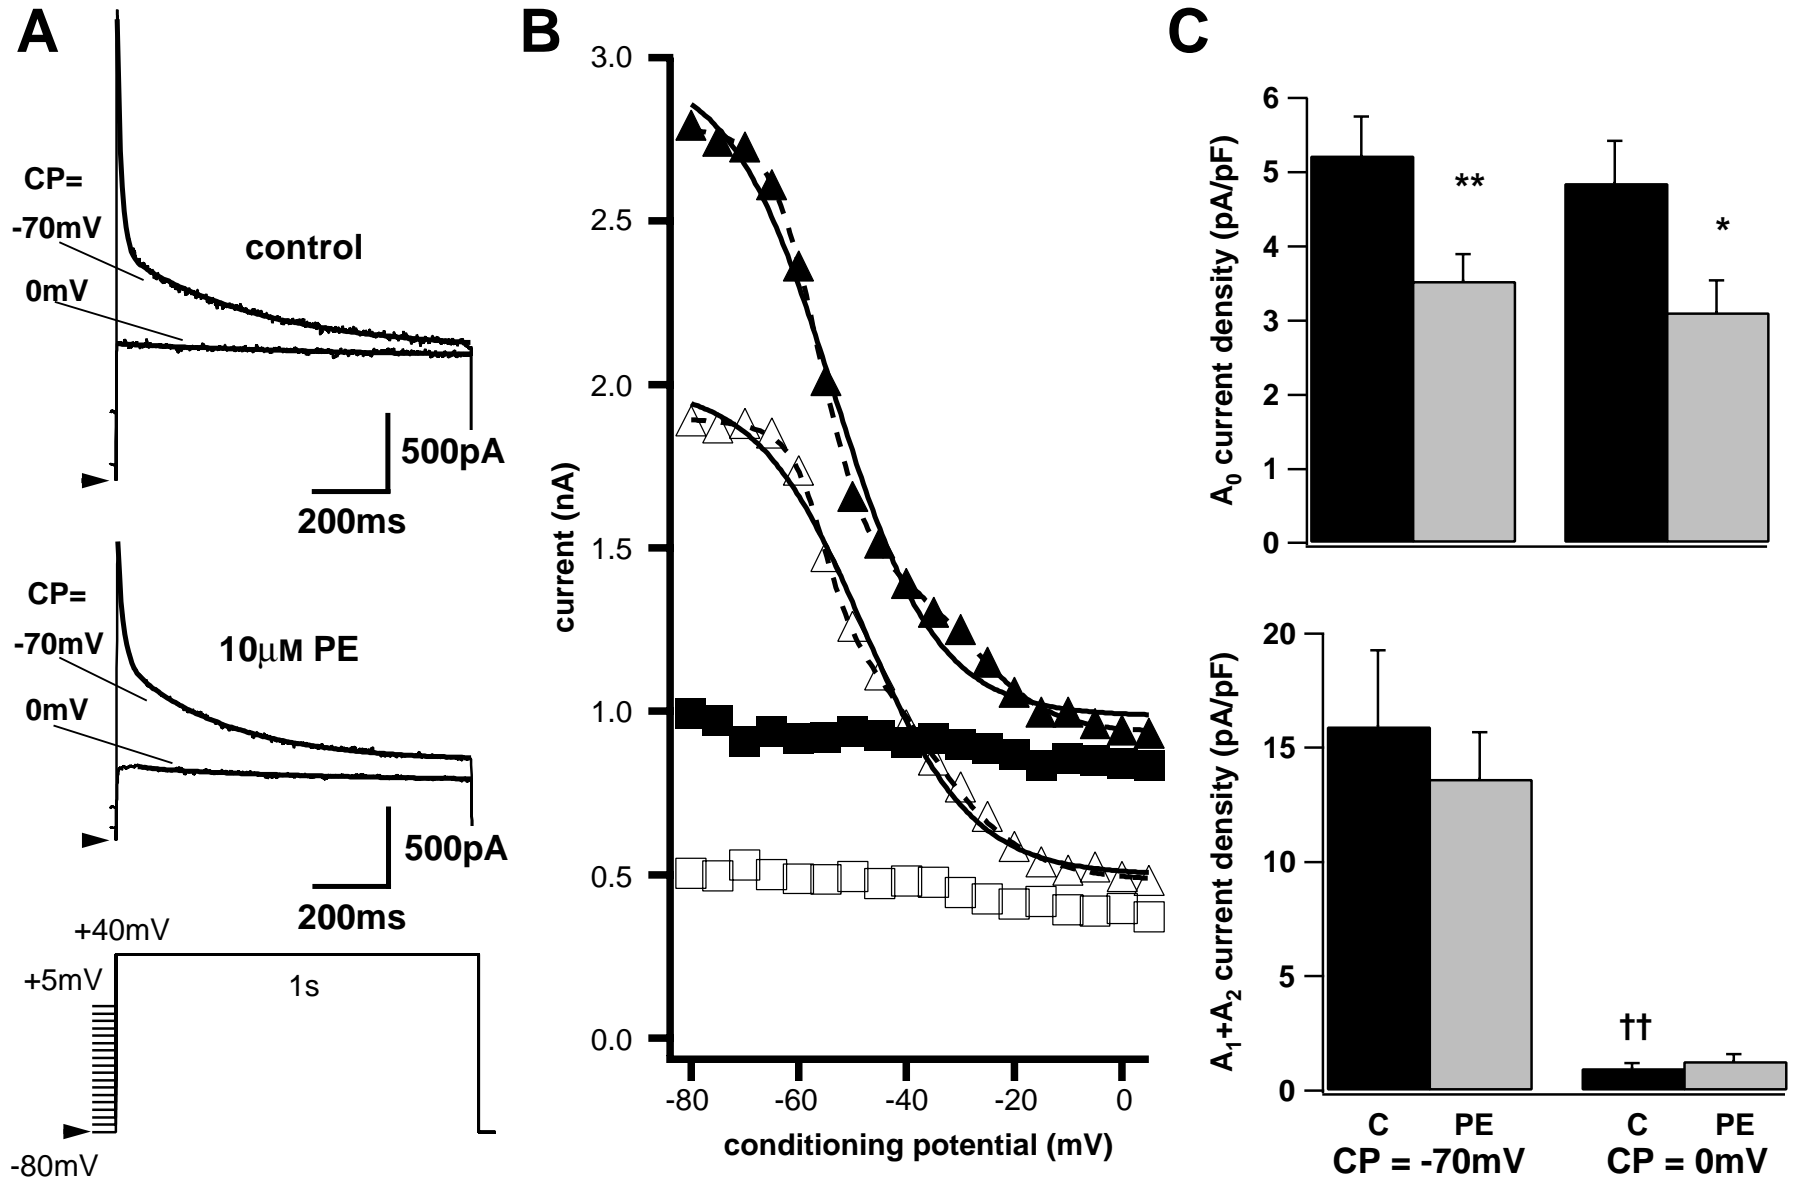 A
CP=
-70mV
control
0mV
500pA
200ms
CP=
-70mV
10μM PE
0mV
500pA
200ms
+40mV
+5mV
1s
-80mV
B
3.0
2.5
2.0
1.5
1.0
0.5
0.0
current (nA)
-80
-60
-40
-20
0
conditioning potential (mV)
C
6
5
4
3
2
1
0
A0 current density (pA/pF)
**
*
20
15
10
5
0
A1+A2 current density (pA/pF)
††
C PE C PE
CP = -70mV CP = 0mV